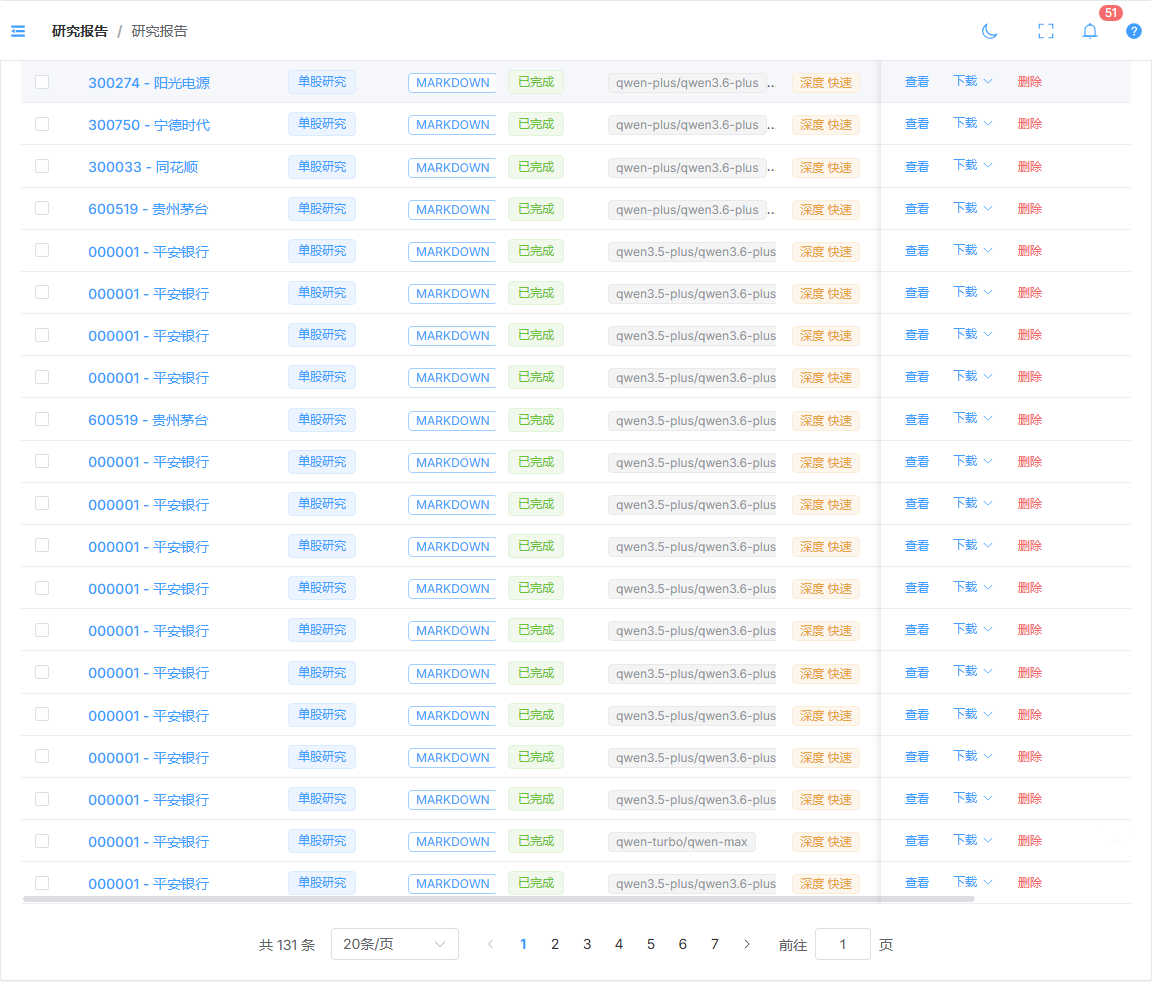 研究报告 / 研究报告 51 ?
300274 - 阳光电源 单股研究 MARKDOWN 已完成 qwen-plus/qwen3.6-plus .. 深度 快速 查看 下载 删除
300750 - 宁德时代 单股研究 MARKDOWN 已完成 qwen-plus/qwen3.6-plus .. 深度 快速 查看 下载 删除
300033 - 同花顺 单股研究 MARKDOWN 已完成 qwen-plus/qwen3.6-plus .. 深度 快速 查看 下载 删除
600519 - 贵州茅台 单股研究 MARKDOWN 已完成 qwen-plus/qwen3.6-plus .. 深度 快速 查看 下载 删除
000001 - 平安银行 单股研究 MARKDOWN 已完成 qwen3.5-plus/qwen3.6-plus 深度 快速 查看 下载 删除
000001 - 平安银行 单股研究 MARKDOWN 已完成 qwen3.5-plus/qwen3.6-plus 深度 快速 查看 下载 删除
000001 - 平安银行 单股研究 MARKDOWN 已完成 qwen3.5-plus/qwen3.6-plus 深度 快速 查看 下载 删除
000001 - 平安银行 单股研究 MARKDOWN 已完成 qwen3.5-plus/qwen3.6-plus 深度 快速 查看 下载 删除
600519 - 贵州茅台 单股研究 MARKDOWN 已完成 qwen3.5-plus/qwen3.6-plus 深度 快速 查看 下载 删除
000001 - 平安银行 单股研究 MARKDOWN 已完成 qwen3.5-plus/qwen3.6-plus 深度 快速 查看 下载 删除
000001 - 平安银行 单股研究 MARKDOWN 已完成 qwen3.5-plus/qwen3.6-plus 深度 快速 查看 下载 删除
000001 - 平安银行 单股研究 MARKDOWN 已完成 qwen3.5-plus/qwen3.6-plus 深度 快速 查看 下载 删除
000001 - 平安银行 单股研究 MARKDOWN 已完成 qwen3.5-plus/qwen3.6-plus 深度 快速 查看 下载 删除
000001 - 平安银行 单股研究 MARKDOWN 已完成 qwen3.5-plus/qwen3.6-plus 深度 快速 查看 下载 删除
000001 - 平安银行 单股研究 MARKDOWN 已完成 qwen3.5-plus/qwen3.6-plus 深度 快速 查看 下载 删除
000001 - 平安银行 单股研究 MARKDOWN 已完成 qwen3.5-plus/qwen3.6-plus 深度 快速 查看 下载 删除
000001 - 平安银行 单股研究 MARKDOWN 已完成 qwen3.5-plus/qwen3.6-plus 深度 快速 查看 下载 删除
000001 - 平安银行 单股研究 MARKDOWN 已完成 qwen3.5-plus/qwen3.6-plus 深度 快速 查看 下载 删除
000001 - 平安银行 单股研究 MARKDOWN 已完成 qwen-turbo/qwen-max 深度 快速 查看 下载 删除
000001 - 平安银行 单股研究 MARKDOWN 已完成 qwen3.5-plus/qwen3.6-plus 深度 快速 查看 下载 删除
共 131 条 20条/页 1 2 3 4 5 6 7 前往 1 页